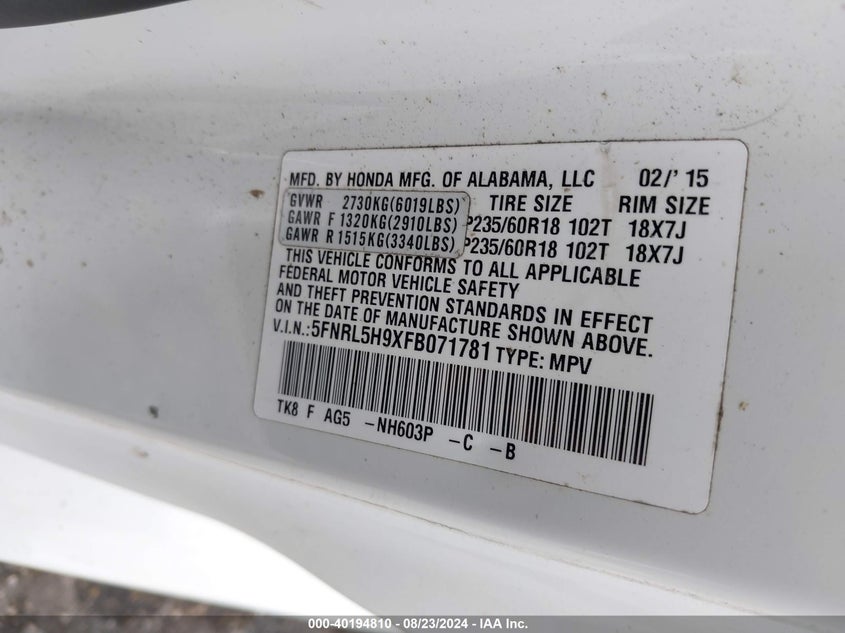 MFD. BY HONDA MFG. OF ALABAMA, LLC 02/' 15
GVWR 2730KG(6019LBS) TIRE SIZE RIM SIZE
GAWR F 1320KG(2910LBS) P235/60R18 102T 18X7J
GAWR R 1515KG(3340LBS) P235/60R18 102T 18X7J
THIS VEHICLE CONFORMS TO ALL APPLICABLE
FEDERAL MOTOR VEHICLE SAFETY
AND THEFT PREVENTION STANDARDS IN EFFECT
ON THE DATE OF MANUFACTURE SHOWN ABOVE.
V.I.N.:5FNRL5H9XFB071781 TYPE: MPV
TK8 F AG5 -NH603P -C -B
000-40194810 - 08/23/2024 - IAA Inc.